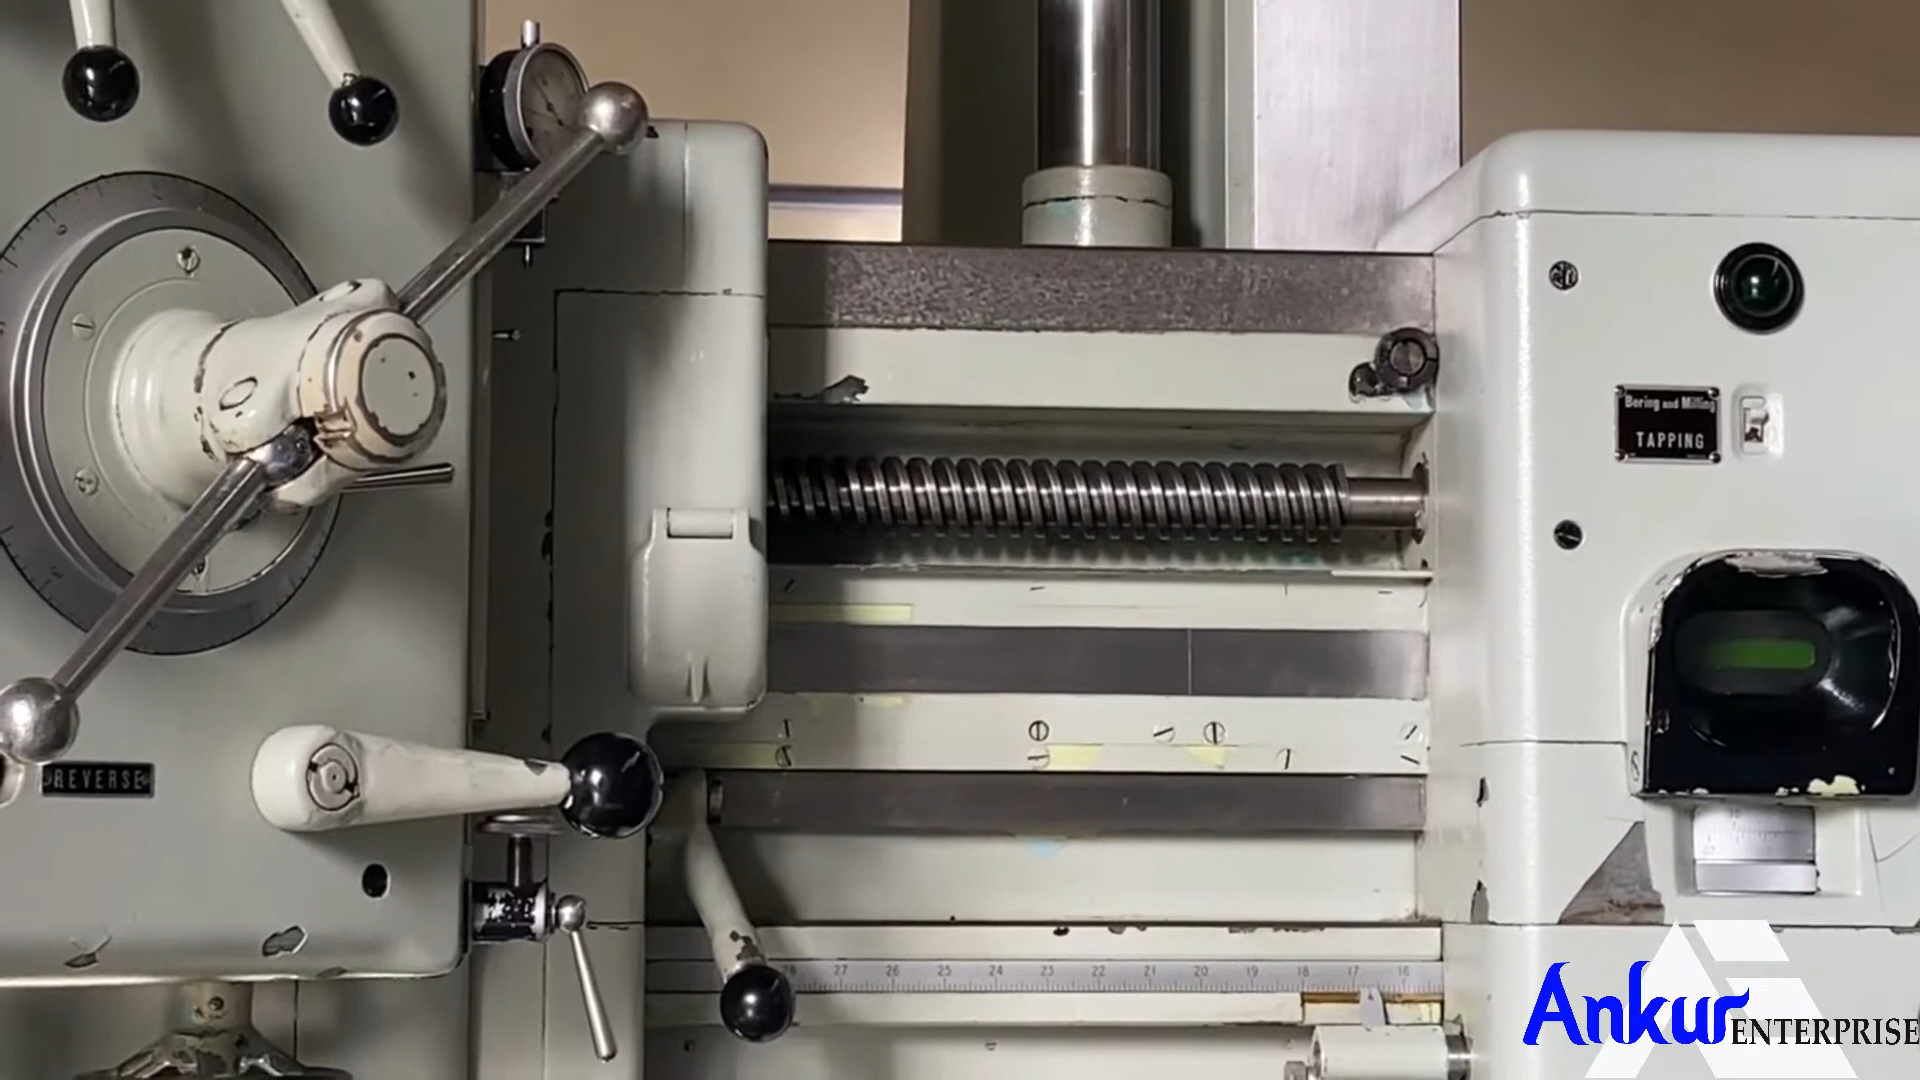 Boring and Milling
TAPPING
REVERSE
28 27 26 25 24 23 22 21 20 19 18 17 16
Ankur ENTERPRISE